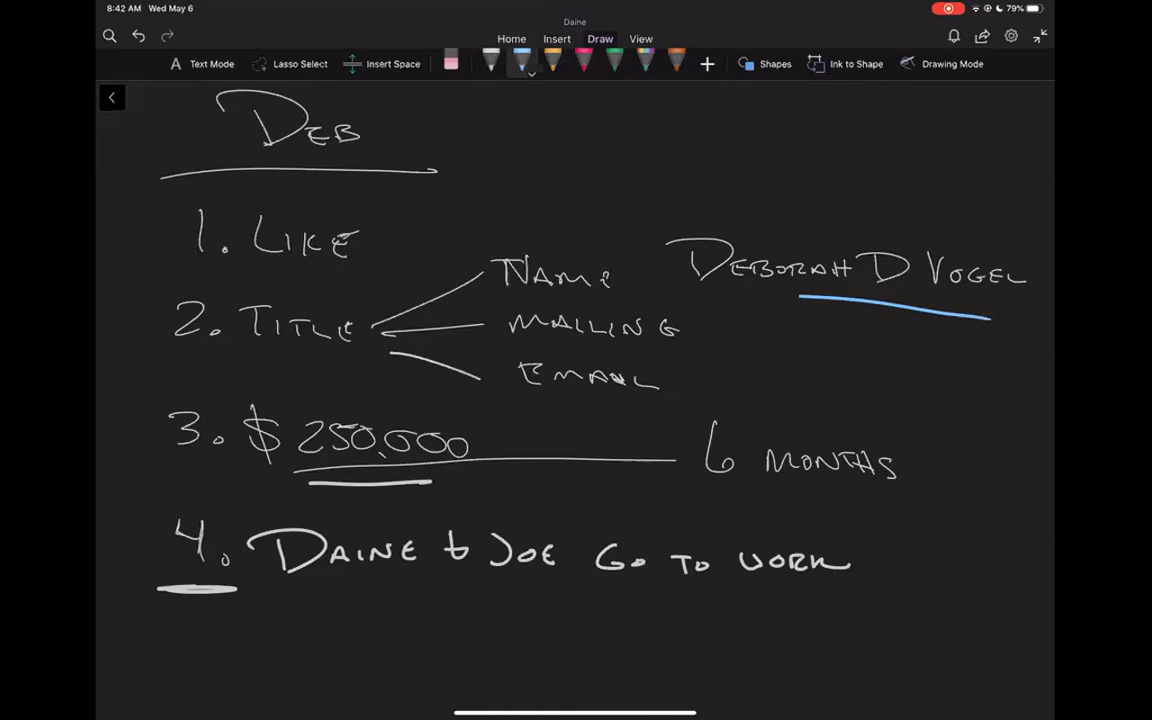 8:42 AM Wed May 6
79%
Daine
Home Insert Draw View
Text Mode Lasso Select Insert Space Shapes Ink to Shape Drawing Mode
DEB
1. LIKE
NAME DEBORAH D VOGEL
2. TITLE MAILING
EMAIL
3. $ 250,000 6 MONTHS
4. DAINE & JOE GO TO WORK